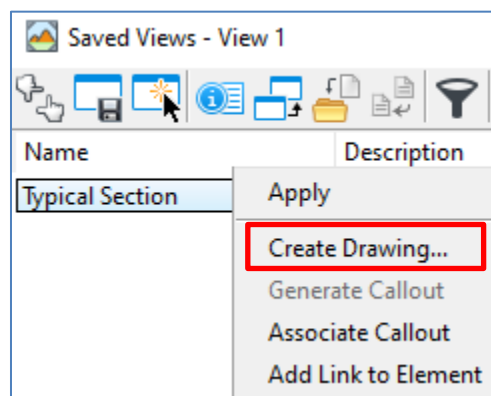 Saved Views - View 1
Name Description
Typical Section
Apply
Create Drawing...
Generate Callout
Associate Callout
Add Link to Element